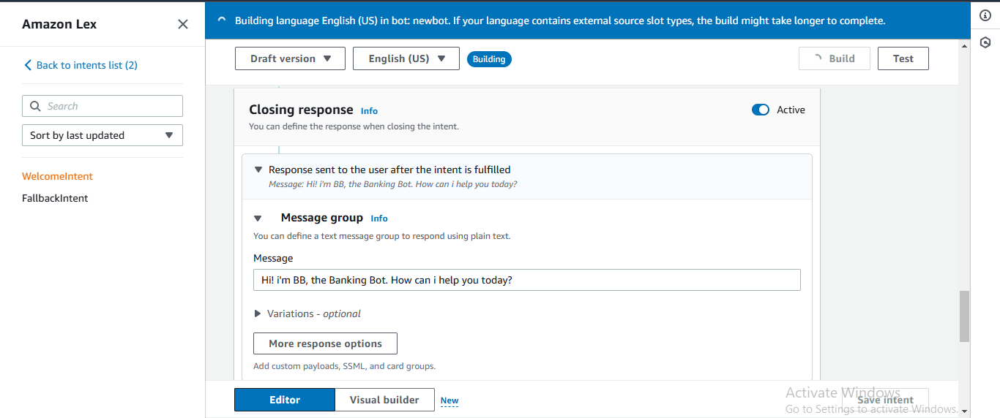 Amazon Lex
Building language English (US) in bot: newbot. If your language contains external source slot types, the build might take longer to complete.
Back to intents list (2)
Draft version
English (US)
Building
Build
Test
Search
Sort by last updated
WelcomeIntent
FallbackIntent
Closing response Info
Active
You can define the response when closing the intent.
Response sent to the user after the intent is fulfilled
Message: Hi! i'm BB, the Banking Bot. How can i help you today?
Message group Info
You can define a text message group to respond using plain text.
Message
Hi! i'm BB, the Banking Bot. How can i help you today?
Variations - optional
More response options
Add custom payloads, SSML, and card groups.
Editor
Visual builder
New
Save intent
Activate Windows
Go to Settings to activate Windows.